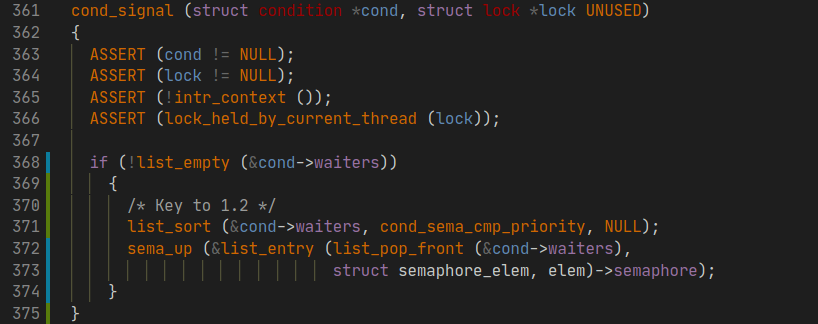 361 cond_signal (struct condition *cond, struct lock *lock UNUSED)
362 {
363   ASSERT (cond != NULL);
364   ASSERT (lock != NULL);
365   ASSERT (!intr_context ());
366   ASSERT (lock_held_by_current_thread (lock));
367
368   if (!list_empty (&cond->waiters))
369     {
370       /* Key to 1.2 */
371       list_sort (&cond->waiters, cond_sema_cmp_priority, NULL);
372       sema_up (&list_entry (list_pop_front (&cond->waiters),
373                             struct semaphore_elem, elem)->semaphore);
374     }
375 }